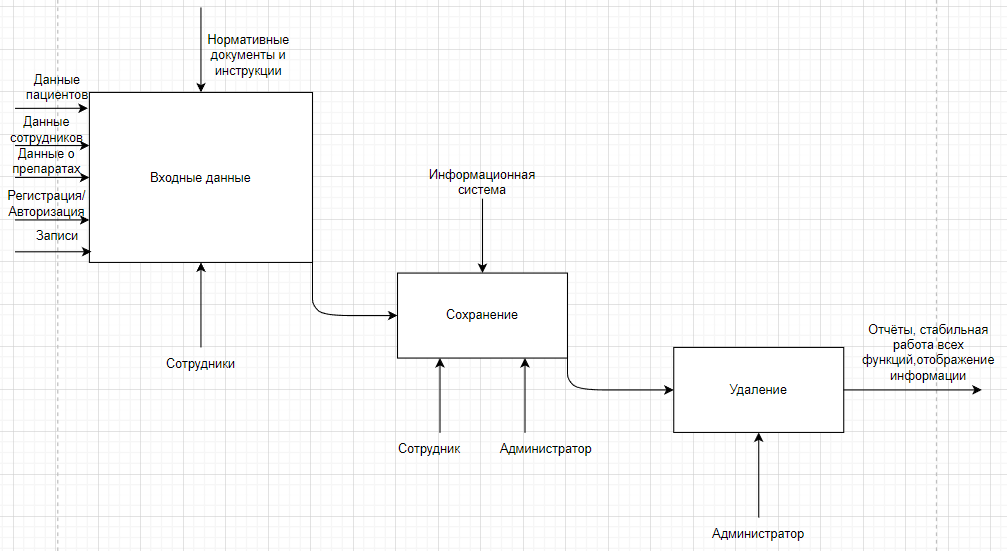 Нормативные
документы и
инструкции
Данные
пациентов
Данные
сотрудников
Данные о
препаратах
Регистрация/
Авторизация
Записи
Входные данные
Сотрудники
Информационная
система
Сохранение
Сотрудник
Администратор
Удаление
Администратор
Отчёты, стабильная
работа всех
функций,отображение
информации